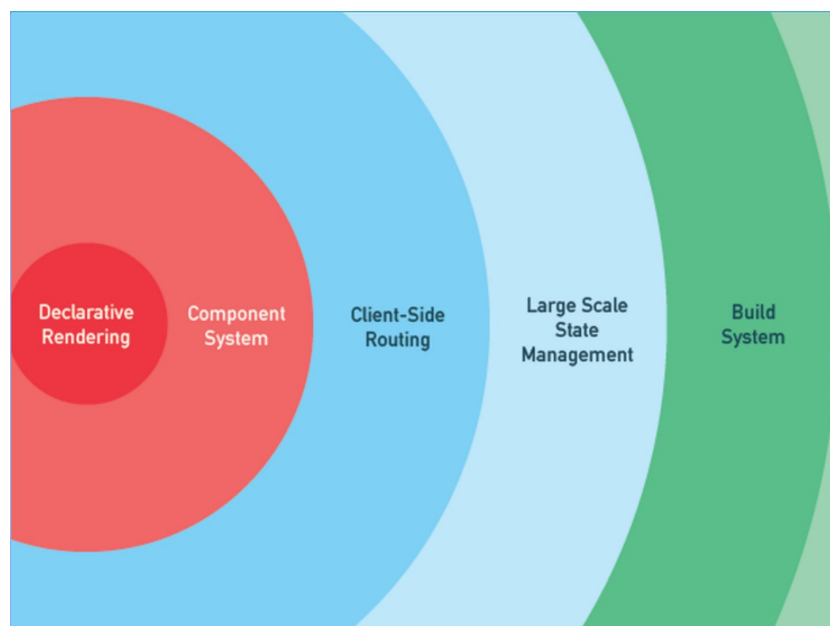 Declarative
Rendering
Component
System
Client-Side
Routing
Large Scale
State
Management
Build
System